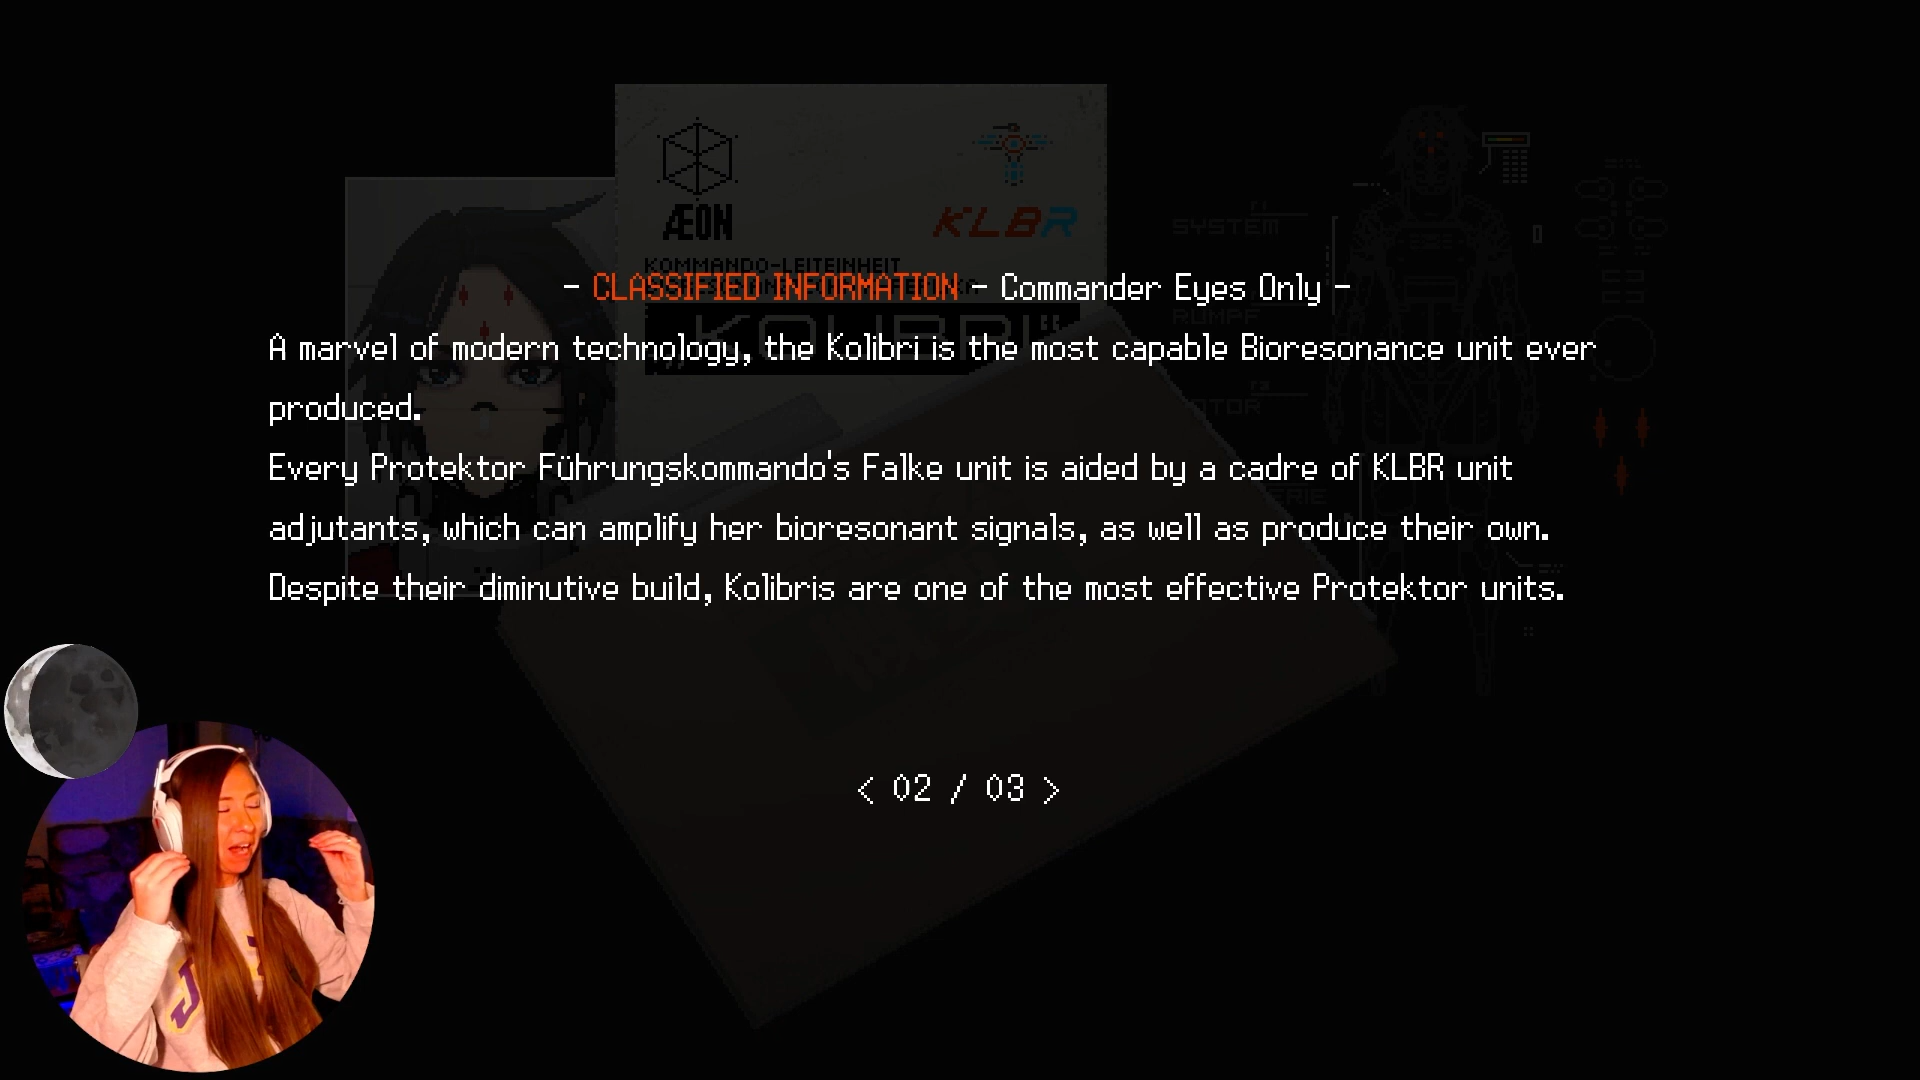 ÆON
KLBR
KOMMANDO-LEITEINHEIT
- CLASSIFIED INFORMATION - Commander Eyes Only -
SYSTEM
RUMPF
KOLIBRI
A marvel of modern technology, the Kolibri is the most capable Bioresonance unit ever
produced.
Every Protektor Führungskommando's Falke unit is aided by a cadre of KLBR unit
adjutants, which can amplify her bioresonant signals, as well as produce their own.
Despite their diminutive build, Kolibris are one of the most effective Protektor units.
< 02 / 03 >
J